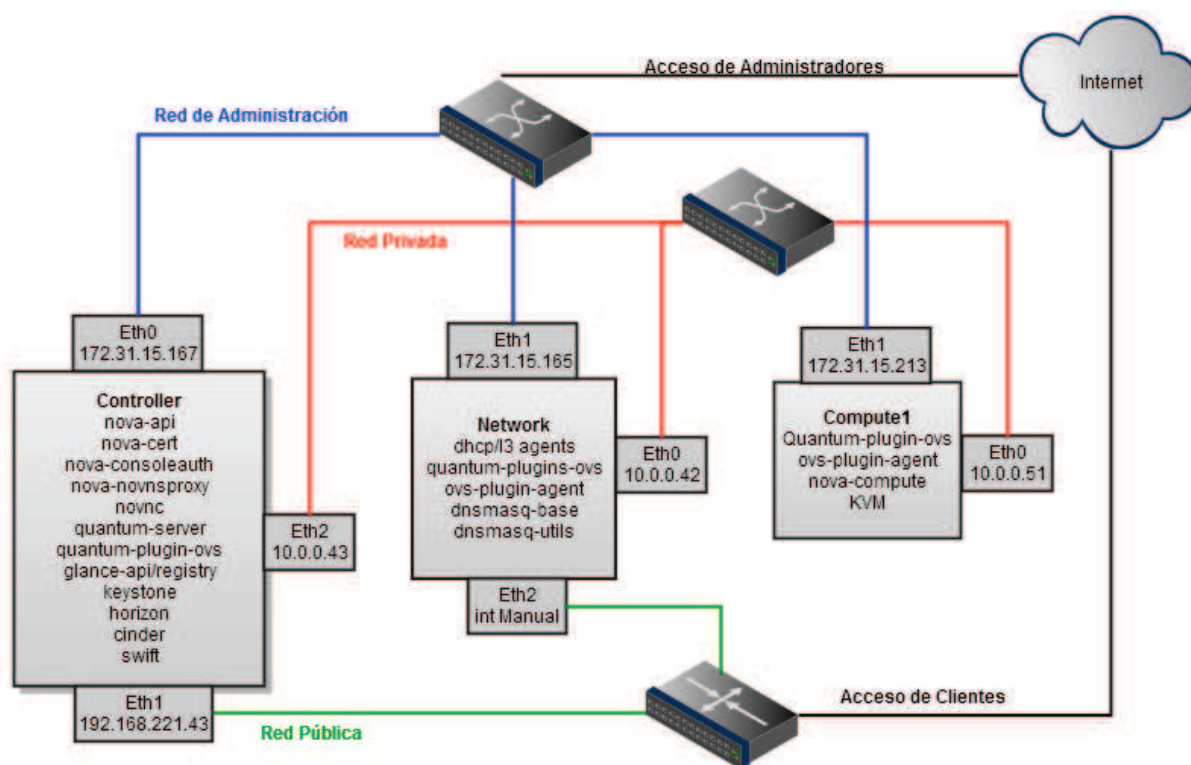 Acceso de Administradores
Internet
Red de Administración
Red Privada
Eth0
172.31.15.167
Eth1
172.31.15.165
Eth1
172.31.15.213
Controller
nova-api
nova-cert
nova-consoleauth
nova-novnsproxy
novnc
quantum-server
quantum-plugin-ovs
glance-api/registry
keystone
horizon
cinder
swift
Eth2
10.0.0.43
Network
dhcp/l3 agents
quantum-plugins-ovs
ovs-plugin-agent
dnsmasq-base
dnsmasq-utils
Eth0
10.0.0.42
Compute1
Quantum-plugin-ovs
ovs-plugin-agent
nova-compute
KVM
Eth0
10.0.0.51
Eth2
int Manual
Eth1
192.168.221.43
Red Pública
Acceso de Clientes